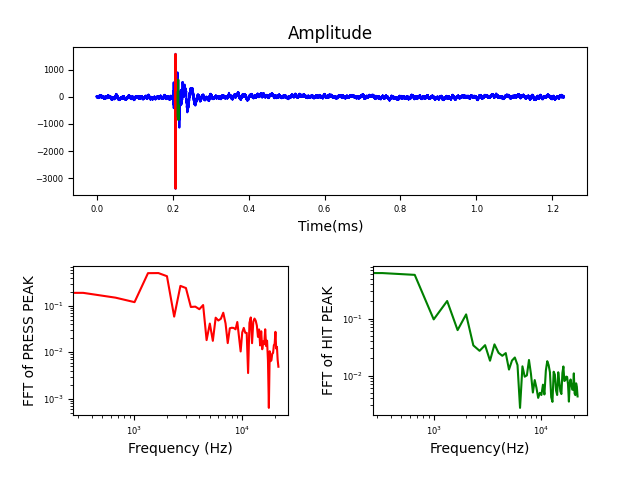 Amplitude
1000
0
−1000
−2000
−3000
0.0 0.2 0.4 0.6 0.8 1.0 1.2
Time(ms)
FFT of PRESS PEAK
10⁻¹
10⁻²
10⁻³
10³ 10⁴
Frequency (Hz)
FFT of HIT PEAK
10⁻¹
10⁻²
10³ 10⁴
Frequency(Hz)